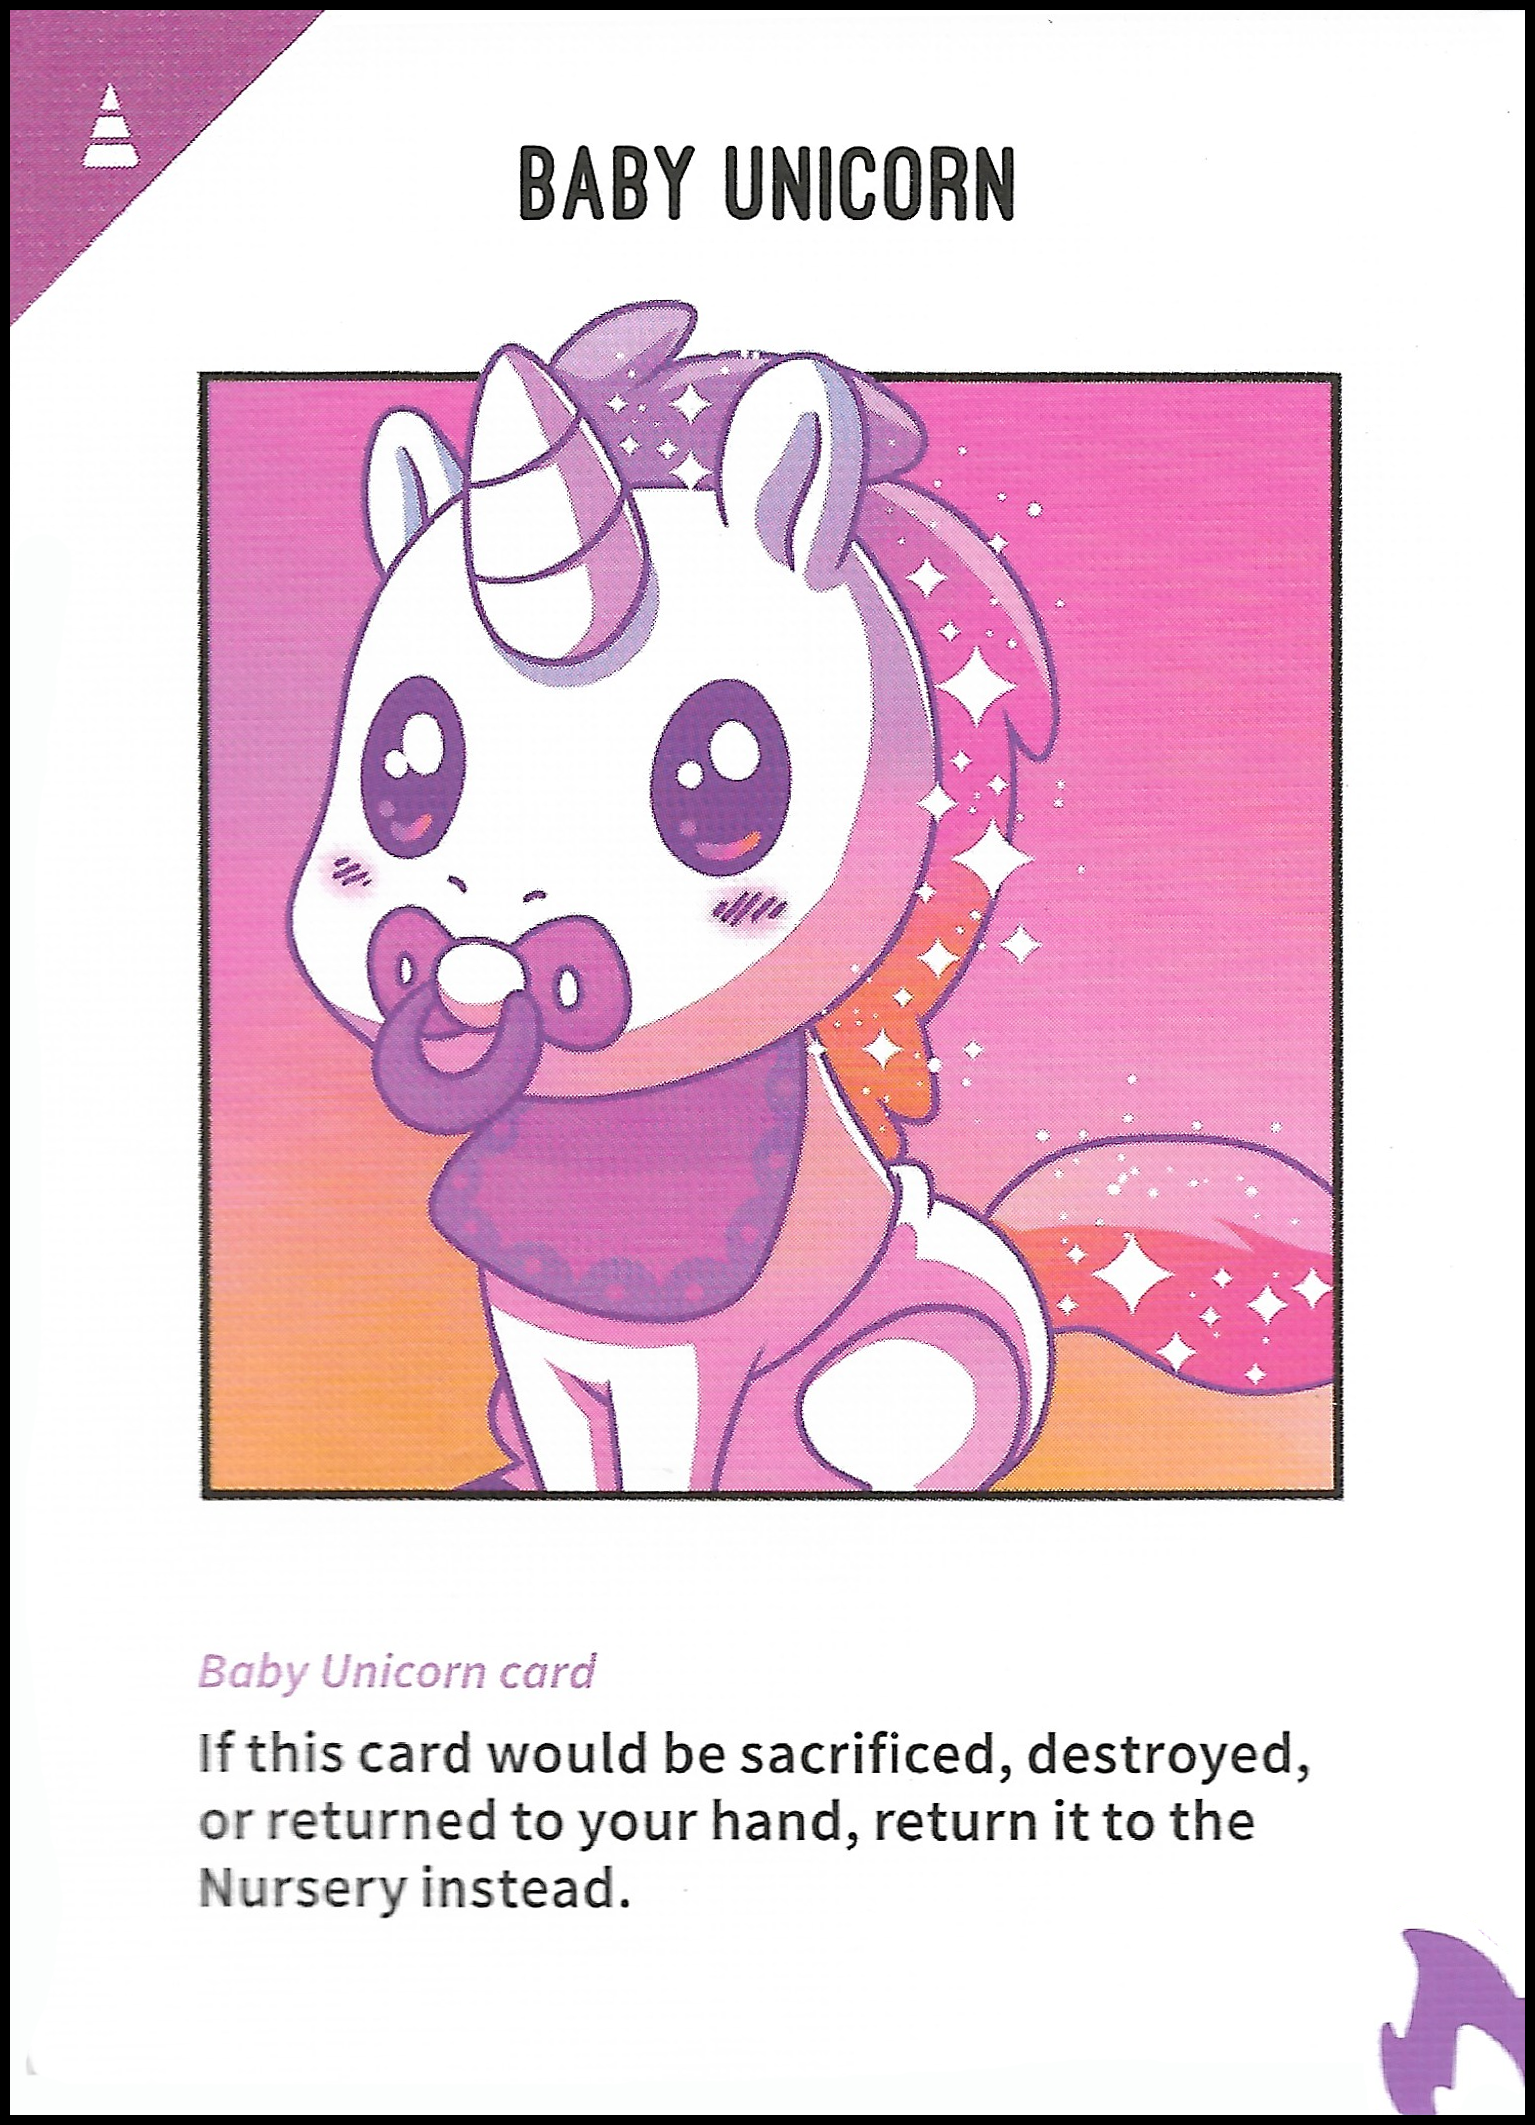 BABY UNICORN
Baby Unicorn card
If this card would be sacrificed, destroyed,
or returned to your hand, return it to the
Nursery instead.